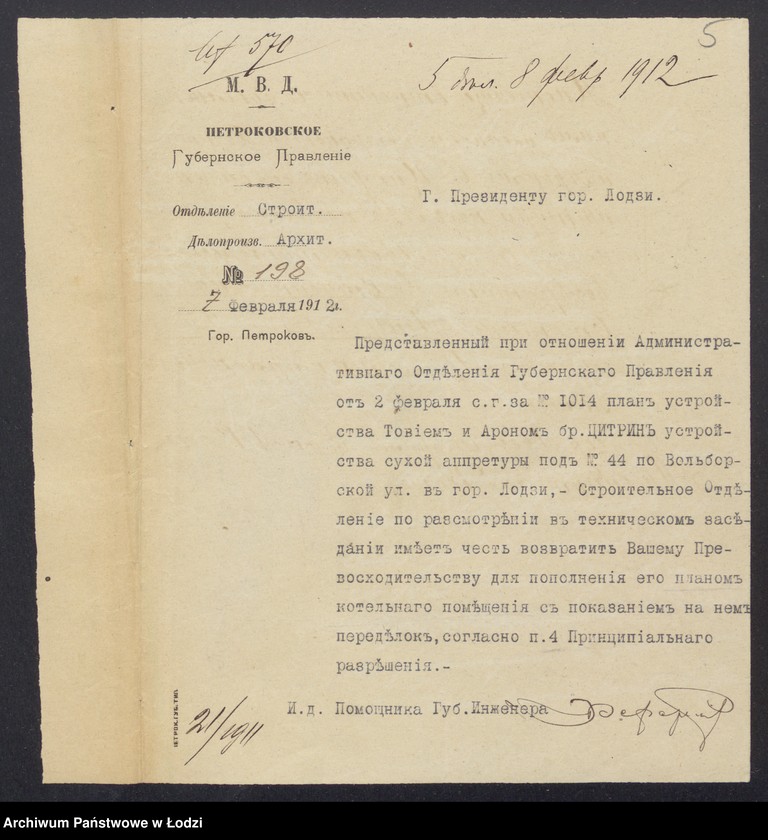 5
№ 570
5 дел. 8 февр 1912
М. В. Д.
ПЕТРОКОВСКОЕ
Губернское Правленіе
Отдѣленіе Строит.
Дѣлопроизв. Архит.
№ 198
7 Февраля 1912 г.
Гор. Петроковъ.
Г. Президенту гор. Лодзи.
Представленный при отношеніи Администра-
тивнаго Отдѣленія Губернскаго Правленія
отъ 2 февраля с.г.за № 1014 планъ устрой-
ства Товіемъ и Арономъ бр.ЦИТРИНЪ устрой-
ства сухой аппретуры подъ № 44 по Вольбор-
ской ул. въ гор. Лодзи,- Строительное Отдѣ-
леніе по разсмотрѣніи въ техническомъ засѣ-
даніи имѣетъ честь возвратить Вашему Пре-
восходительству для пополненія его планомъ
котельнаго помѣщенія съ показаніемъ на немъ
передѣлокъ,согласно п.4 Принципіальнаго
разрѣшенія.-
И.д. Помощника Губ.Инженера
21/1911
ПЕТРОК.ГУБ.ТИП.
Archiwum Państwowe w Łodzi